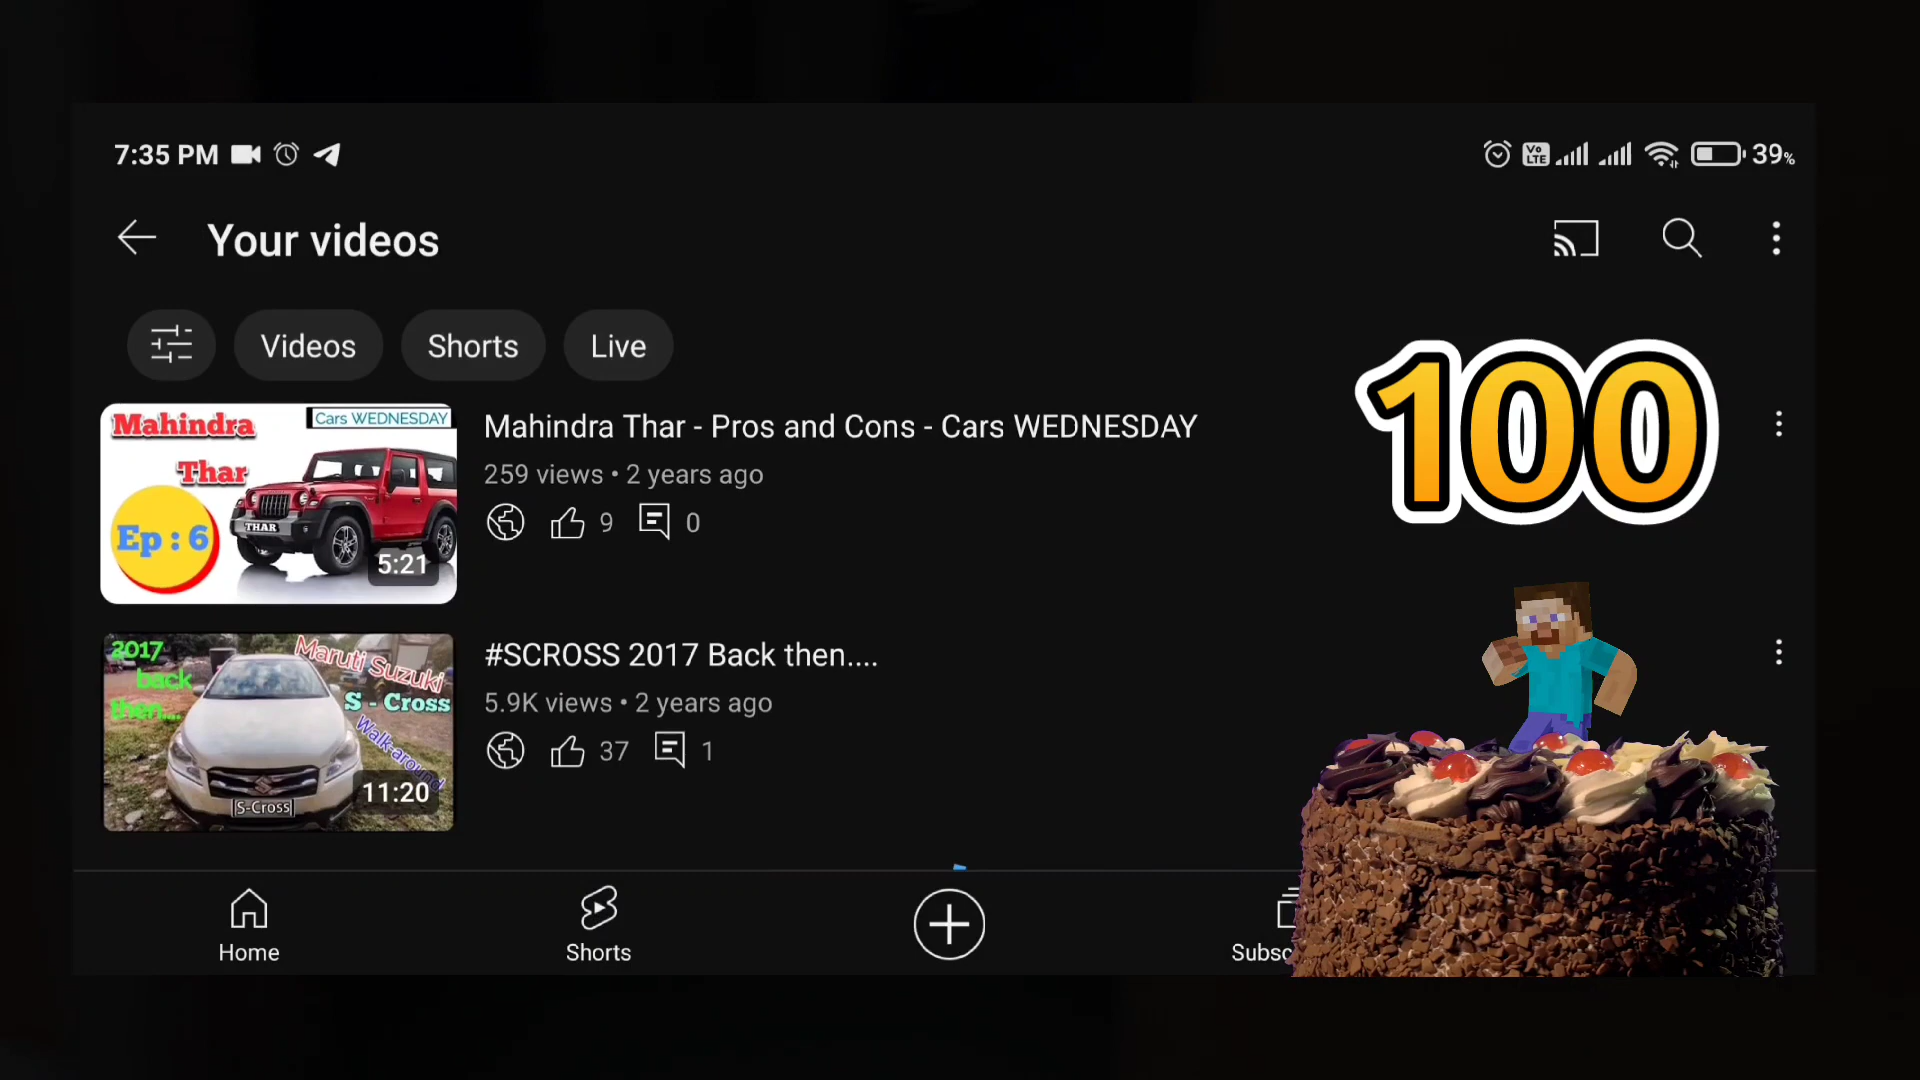 7:35 PM
Vo LTE
39%
Your videos
Videos
Shorts
Live
100
Mahindra
Cars WEDNESDAY
Thar
Ep : 6
THAR
5:21
Mahindra Thar - Pros and Cons - Cars WEDNESDAY
259 views • 2 years ago
9
0
2017
back
then....
Maruti Suzuki
S - Cross
Walk-around
S-Cross
11:20
#SCROSS 2017 Back then....
5.9K views • 2 years ago
37
1
Home
Shorts
Subsc